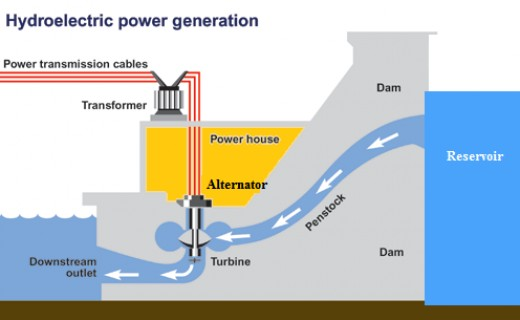 Hydroelectric power generation
Power transmission cables
Transformer
Dam
Power house
Reservoir
Alternator
Penstock
Dam
Downstream
outlet
Turbine